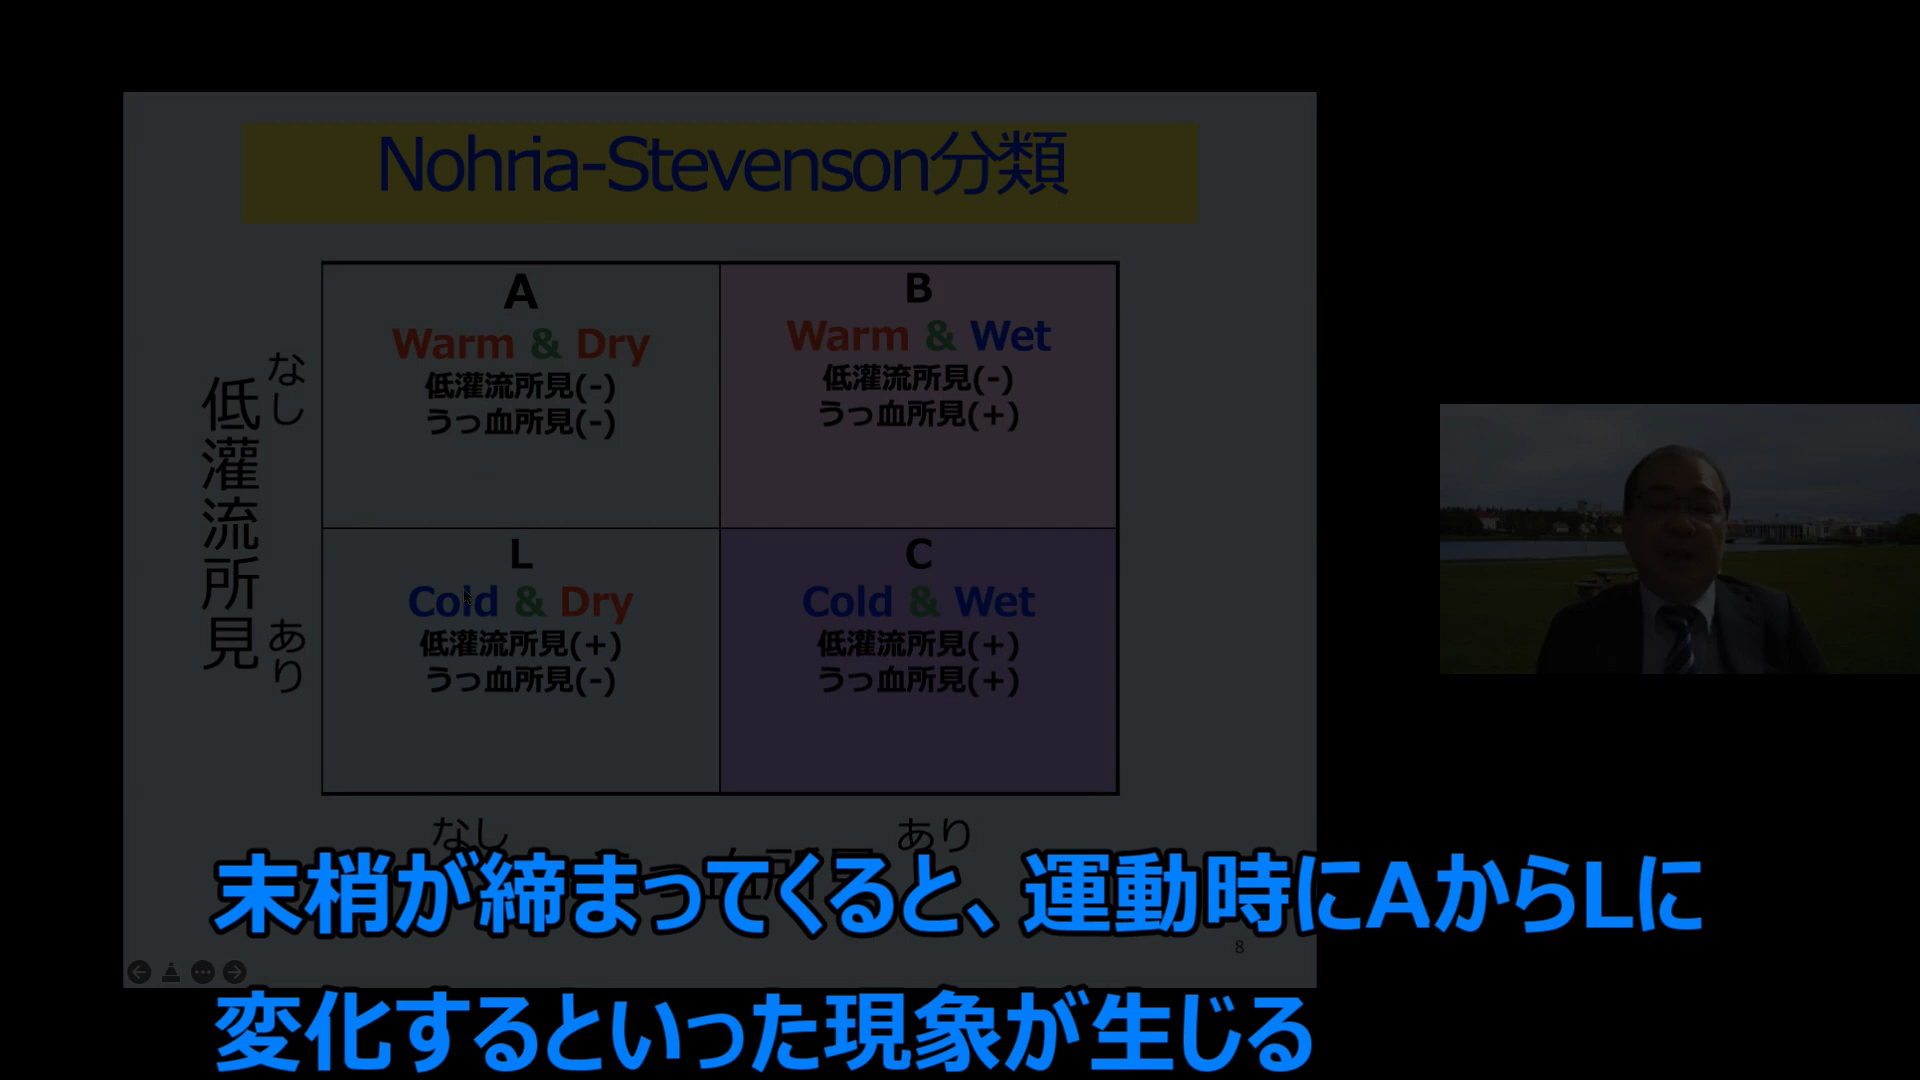 Nohria-Stevenson分類
A
Warm & Dry
低灌流所見(-)
うっ血所見(-)
B
Warm & Wet
低灌流所見(-)
うっ血所見(+)
低灌流所見
なし
あり
L
Cold & Dry
低灌流所見(+)
うっ血所見(-)
C
Cold & Wet
低灌流所見(+)
うっ血所見(+)
なし
あり
末梢が締まってくると、運動時にAからLに
変化するといった現象が生じる
8